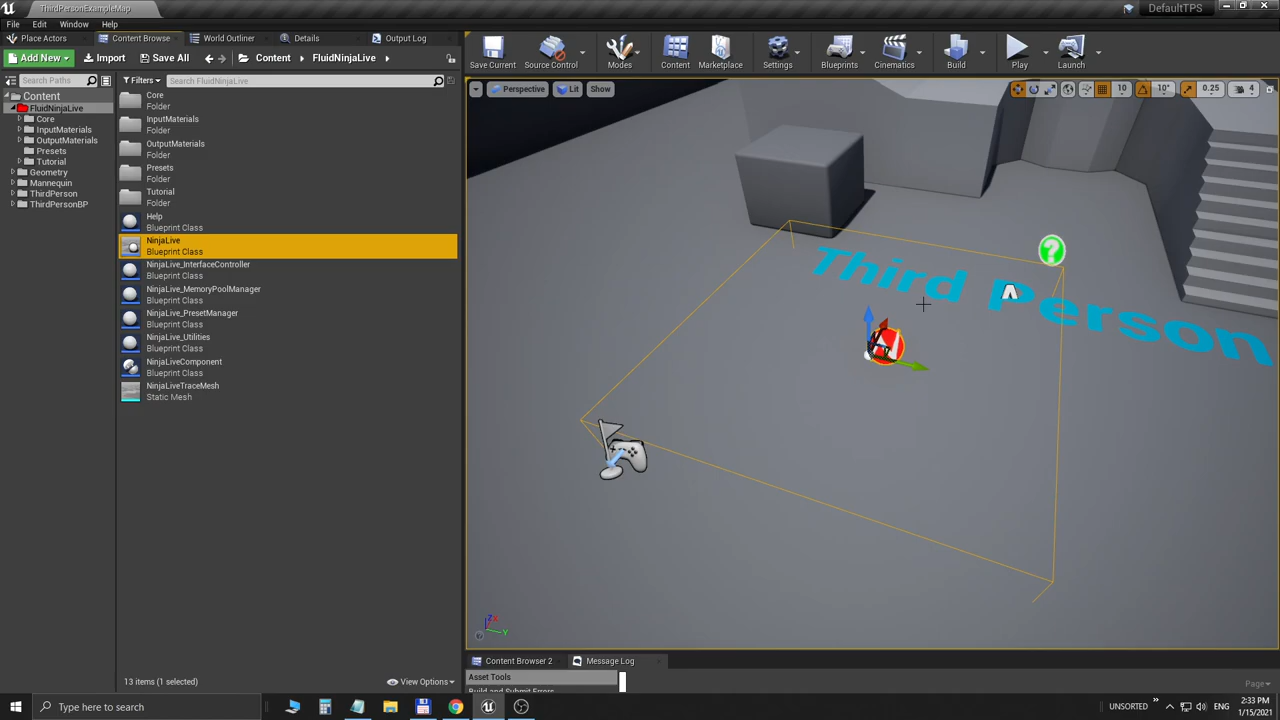 ThirdPersonExampleMap
DefaultTPS
File Edit Window Help
Place Actors Content Browse World Outliner Details Output Log
Add New Import Save All Content FluidNinjaLive
Search Paths Filters Search FluidNinjaLive
Content
FluidNinjaLive
Core
InputMaterials
OutputMaterials
Presets
Tutorial
Geometry
Mannequin
ThirdPerson
ThirdPersonBP
Core
Folder
InputMaterials
Folder
OutputMaterials
Folder
Presets
Folder
Tutorial
Folder
Help
Blueprint Class
NinjaLive
Blueprint Class
NinjaLive_InterfaceController
Blueprint Class
NinjaLive_MemoryPoolManager
Blueprint Class
NinjaLive_PresetManager
Blueprint Class
NinjaLive_Utilities
Blueprint Class
NinjaLiveComponent
Blueprint Class
NinjaLiveTraceMesh
Static Mesh
13 items (1 selected) View Options
Save Current Source Control Modes Content Marketplace Settings Blueprints Cinematics Build Play Launch
Perspective Lit Show 10 10° 0.25 4
Third Person
Z X
Y
Content Browser 2 Message Log
Asset Tools
Build and Submit Errors
Page
Type here to search
UNSORTED
2:33 PM
1/15/2021